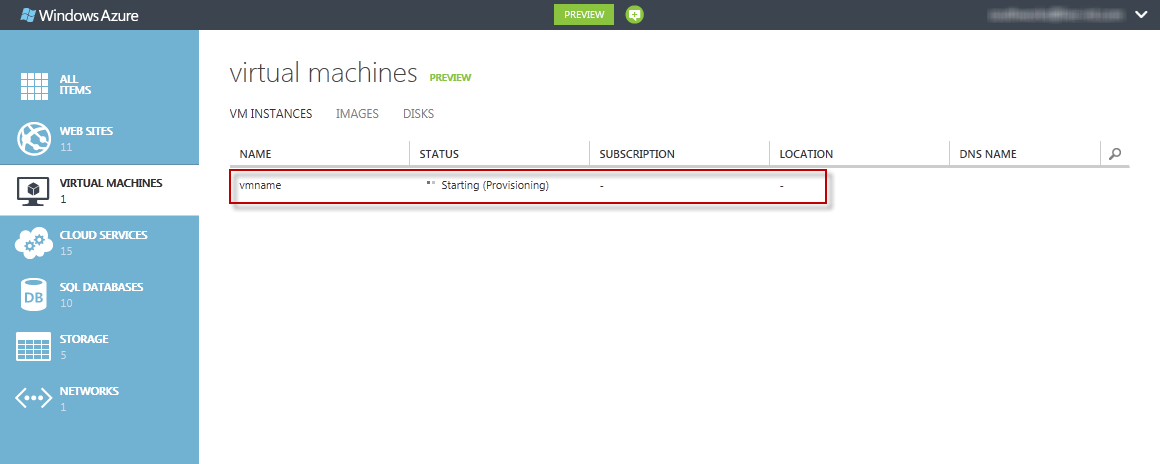 Windows Azure
PREVIEW
ALL
ITEMS
WEB SITES
11
VIRTUAL MACHINES
1
CLOUD SERVICES
15
DB
SQL DATABASES
10
STORAGE
5
NETWORKS
1
virtual machines PREVIEW
VM INSTANCES IMAGES DISKS
NAME STATUS SUBSCRIPTION LOCATION DNS NAME
vmname Starting (Provisioning) - -